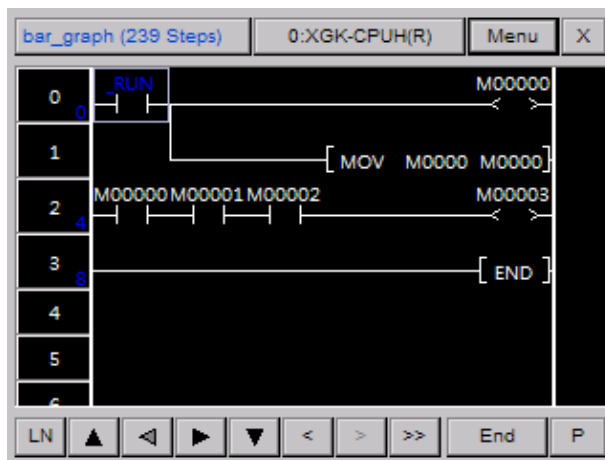 bar_graph (239 Steps) 0:XGK-CPUH(R) Menu X
0 0 _RUN M00000
1 MOV M0000 M0000
2 4 M00000 M00001 M00002 M00003
3 8 END
4
5
6
LN < > >> End P